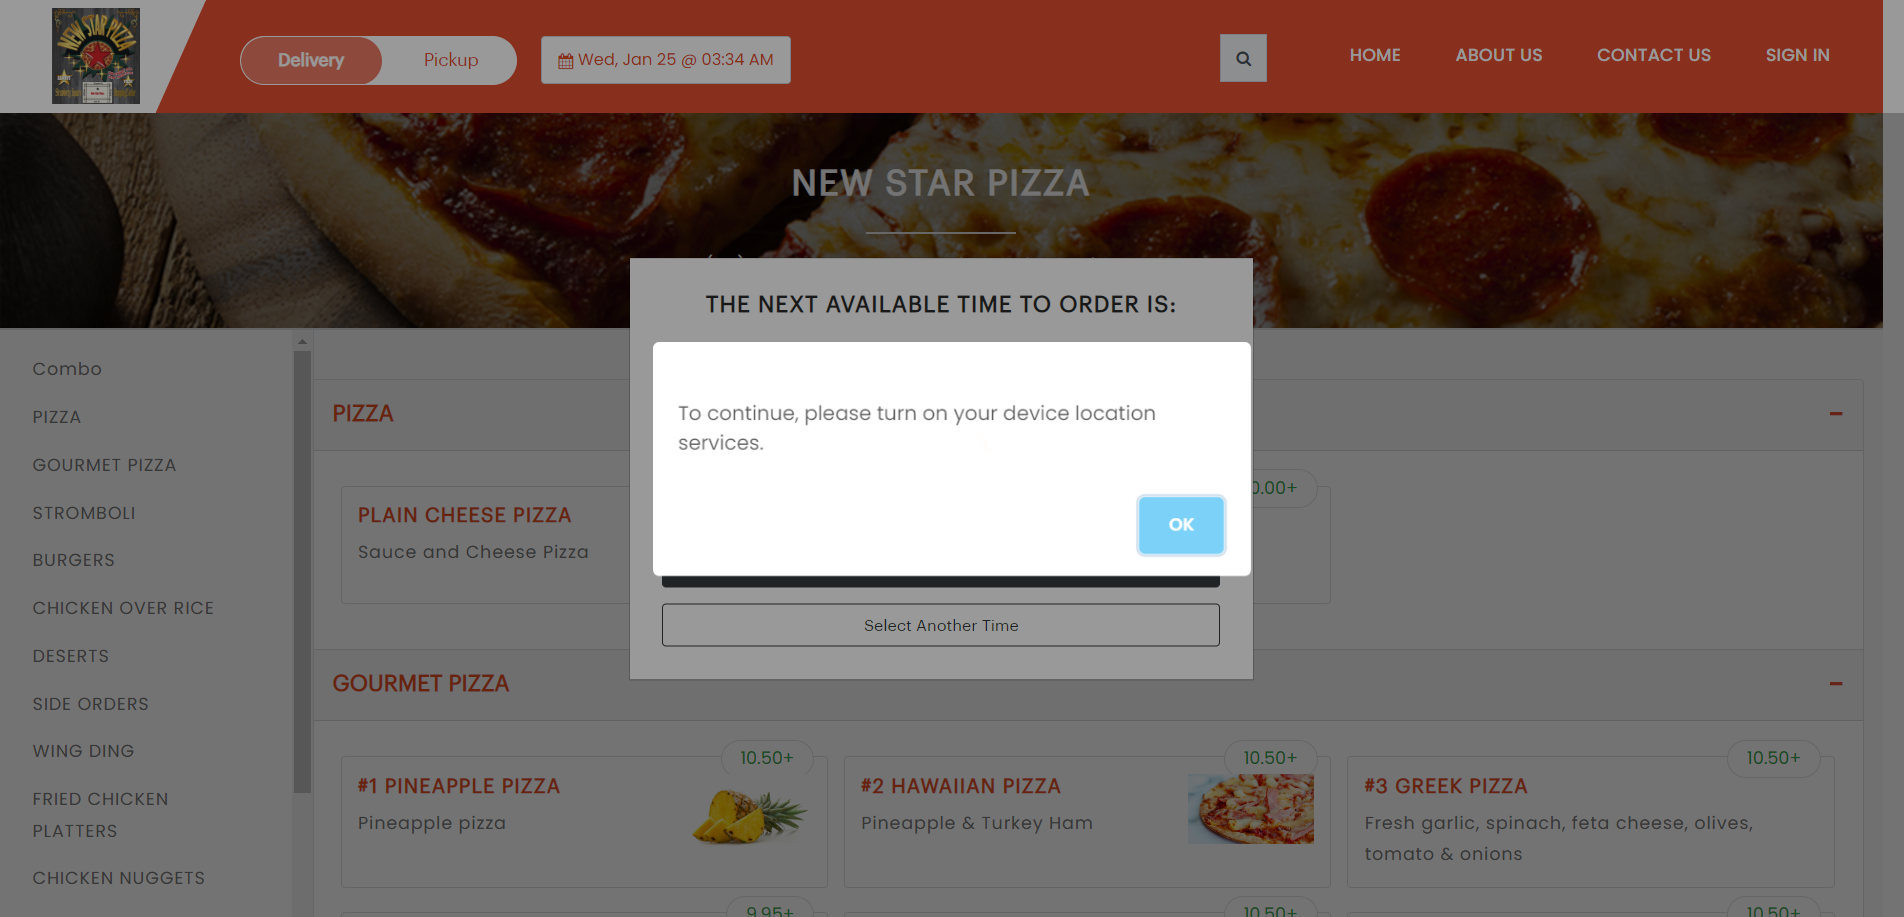 NEW STAR PIZZA
Delivery
Pickup
Wed, Jan 25 @ 03:34 AM
HOME
ABOUT US
CONTACT US
SIGN IN
NEW STAR PIZZA
THE NEXT AVAILABLE TIME TO ORDER IS:
To continue, please turn on your device location
services.
OK
Select Another Time
Combo
PIZZA
GOURMET PIZZA
STROMBOLI
BURGERS
CHICKEN OVER RICE
DESERTS
SIDE ORDERS
WING DING
FRIED CHICKEN
PLATTERS
CHICKEN NUGGETS
PIZZA
PLAIN CHEESE PIZZA
Sauce and Cheese Pizza
0.00+
GOURMET PIZZA
10.50+
#1 PINEAPPLE PIZZA
Pineapple pizza
10.50+
#2 HAWAIIAN PIZZA
Pineapple & Turkey Ham
10.50+
#3 GREEK PIZZA
Fresh garlic, spinach, feta cheese, olives,
tomato & onions
9.95+
10.50+
10.50+